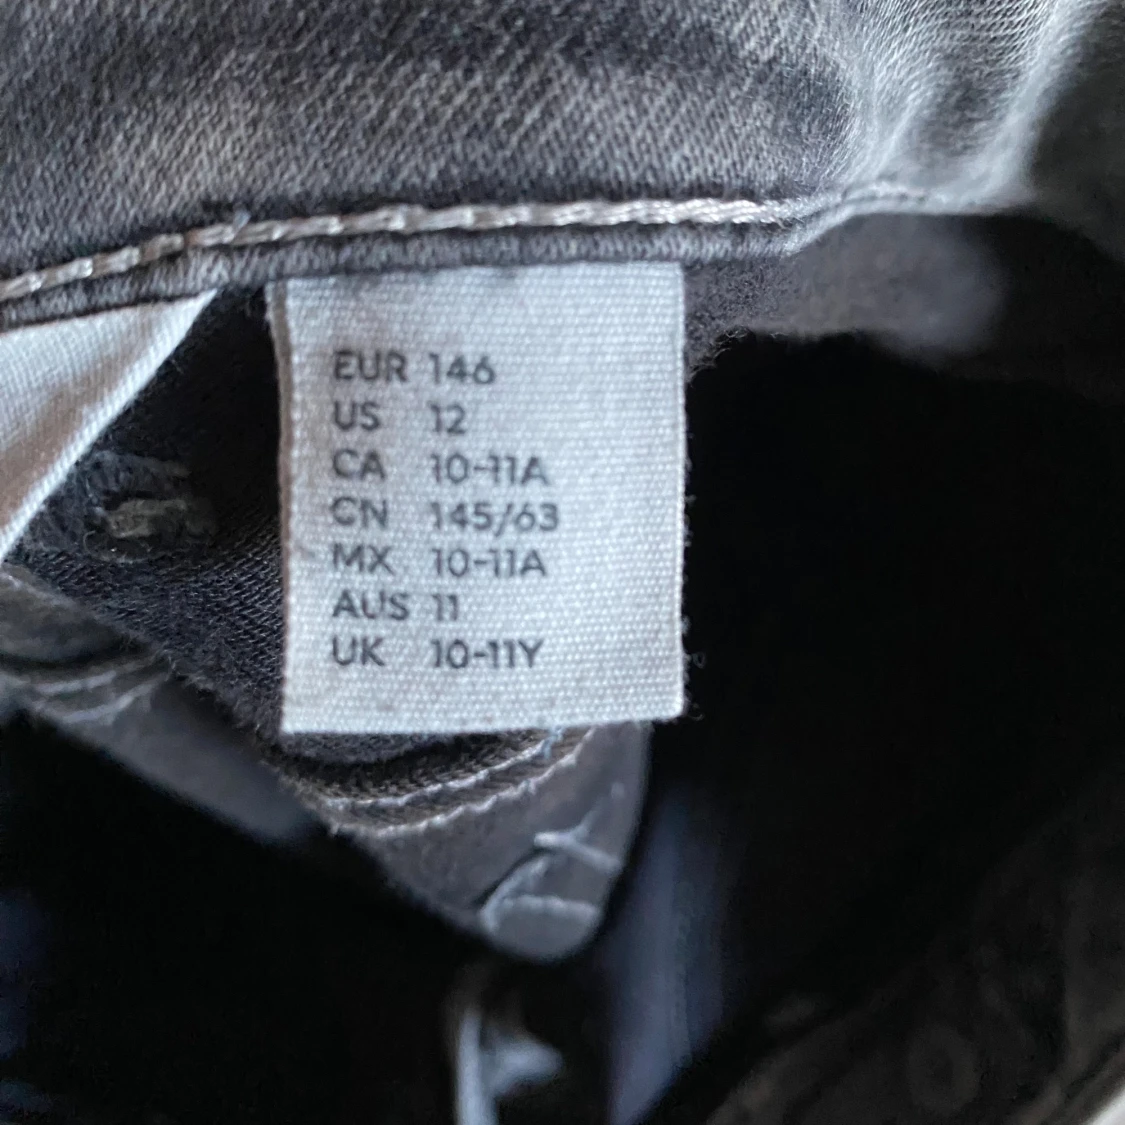 EUR 146
US 12
CA 10-11A
CN 145/63
MX 10-11A
AUS 11
UK 10-11Y